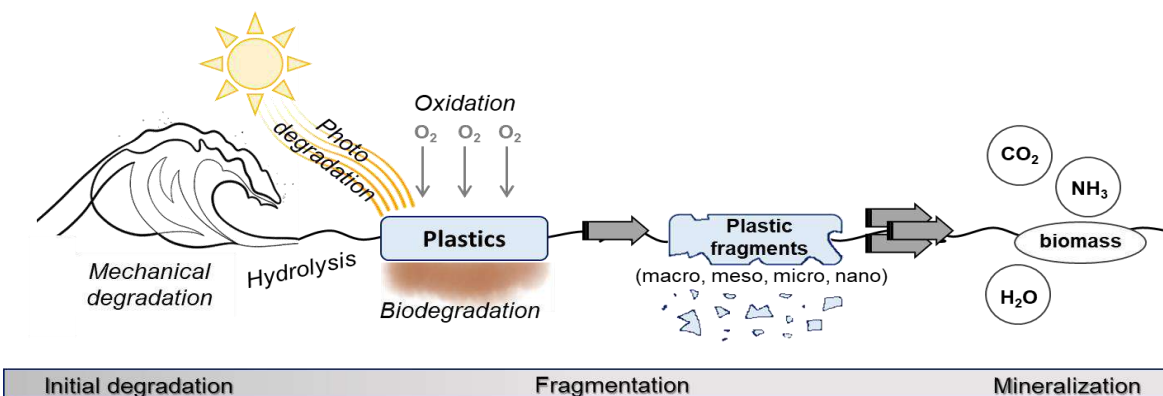 Oxidation
O₂ O₂ O₂
Photo
degradation
Mechanical
degradation
Hydrolysis
Plastics
Biodegradation
Plastic
fragments
(macro, meso, micro, nano)
CO₂
NH₃
biomass
H₂O
Initial degradation Fragmentation Mineralization